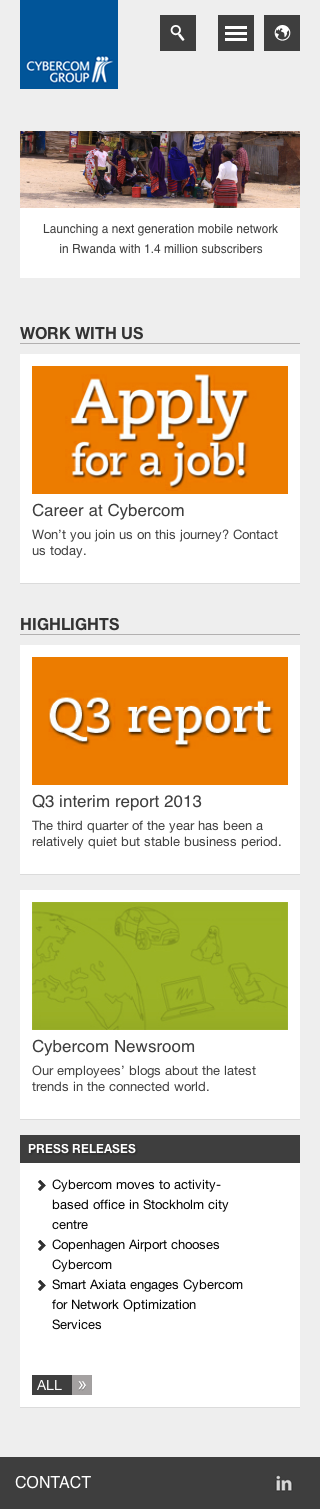 CYBERCOM
GROUP
Launching a next generation mobile network
in Rwanda with 1.4 million subscribers
WORK WITH US
Apply
for a job!
Career at Cybercom
Won't you join us on this journey? Contact
us today.
HIGHLIGHTS
Q3 report
Q3 interim report 2013
The third quarter of the year has been a
relatively quiet but stable business period.
Cybercom Newsroom
Our employees' blogs about the latest
trends in the connected world.
PRESS RELEASES
Cybercom moves to activity-
based office in Stockholm city
centre
Copenhagen Airport chooses
Cybercom
Smart Axiata engages Cybercom
for Network Optimization
Services
ALL »
CONTACT in